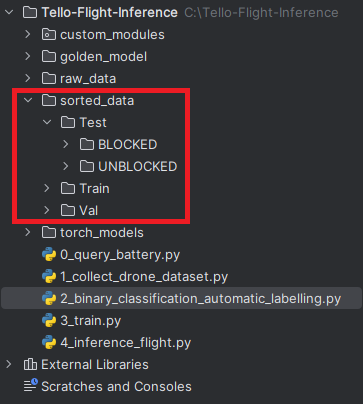 Tello-Flight-Inference C:\Tello-Flight-Inference
custom_modules
golden_model
raw_data
sorted_data
Test
BLOCKED
UNBLOCKED
Train
Val
torch_models
0_query_battery.py
1_collect_drone_dataset.py
2_binary_classification_automatic_labelling.py
3_train.py
4_inference_flight.py
External Libraries
Scratches and Consoles